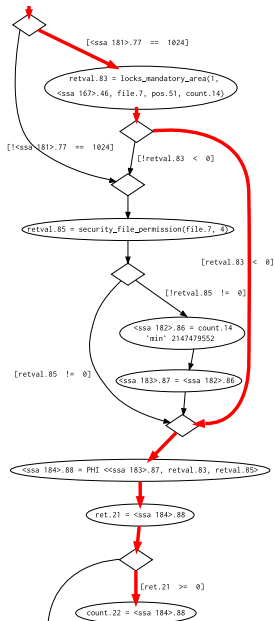 [<ssa 181>.77 == 1024]
retval.83 = locks_mandatory_area(1,
<ssa 167>.46, file.7, pos.51, count.14)
[!<ssa 181>.77 == 1024]
[!retval.83 < 0]
retval.85 = security_file_permission(file.7, 4)
[retval.83 < 0]
[!retval.85 != 0]
<ssa 182>.86 = count.14
`min` 2147479552
[retval.85 != 0]
<ssa 183>.87 = <ssa 182>.86
<ssa 184>.88 = PHI <<ssa 183>.87, retval.83, retval.85>
ret.21 = <ssa 184>.88
[ret.21 >= 0]
count.22 = <ssa 184>.88